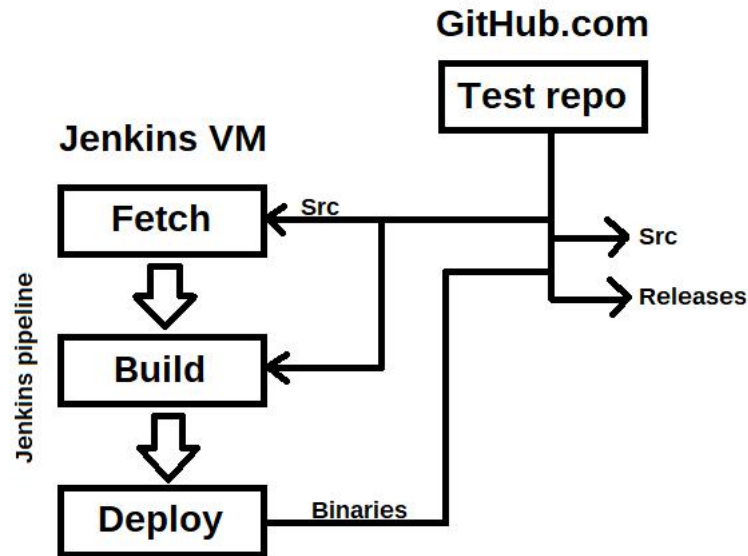 GitHub.com
Test repo
Jenkins VM
Fetch
Src
Src
Releases
Jenkins pipeline
Build
Deploy
Binaries